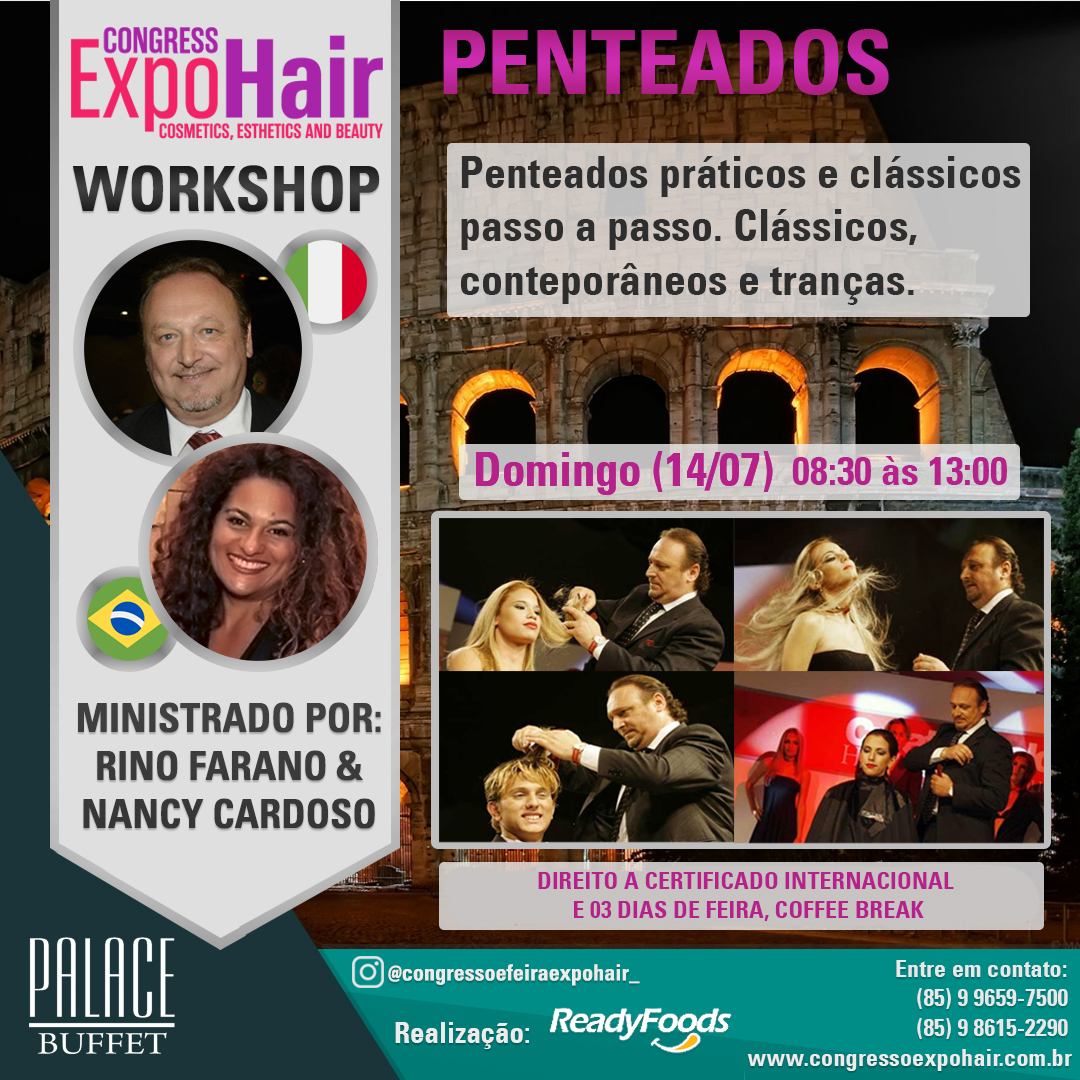 CONGRESS
ExpoHair
COSMETICS, ESTHETICS AND BEAUTY
WORKSHOP
MINISTRADO POR:
RINO FARANO &
NANCY CARDOSO
PENTEADOS
Penteados práticos e clássicos
passo a passo. Clássicos,
conteporâneos e tranças.
Domingo (14/07) 08:30 às 13:00
DIREITO A CERTIFICADO INTERNACIONAL
E 03 DIAS DE FEIRA, COFFEE BREAK
PALACE
BUFFET
@congressoefeiraexpohair_
Realização: ReadyFoods
Entre em contato:
(85) 9 9659-7500
(85) 9 8615-2290
www.congressoexpohair.com.br